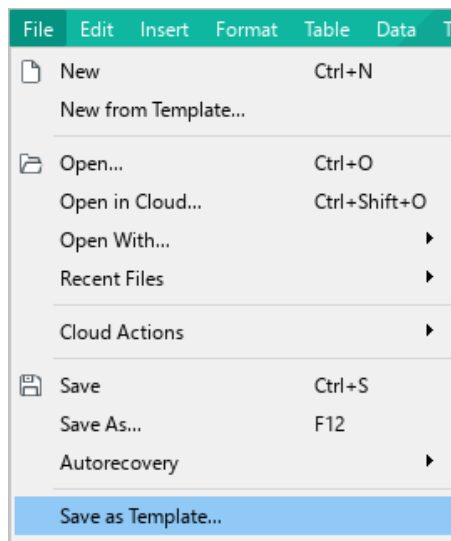 File Edit Insert Format Table Data
New Ctrl+N
New from Template...
Open... Ctrl+O
Open in Cloud... Ctrl+Shift+O
Open With...
Recent Files
Cloud Actions
Save Ctrl+S
Save As... F12
Autorecovery
Save as Template...